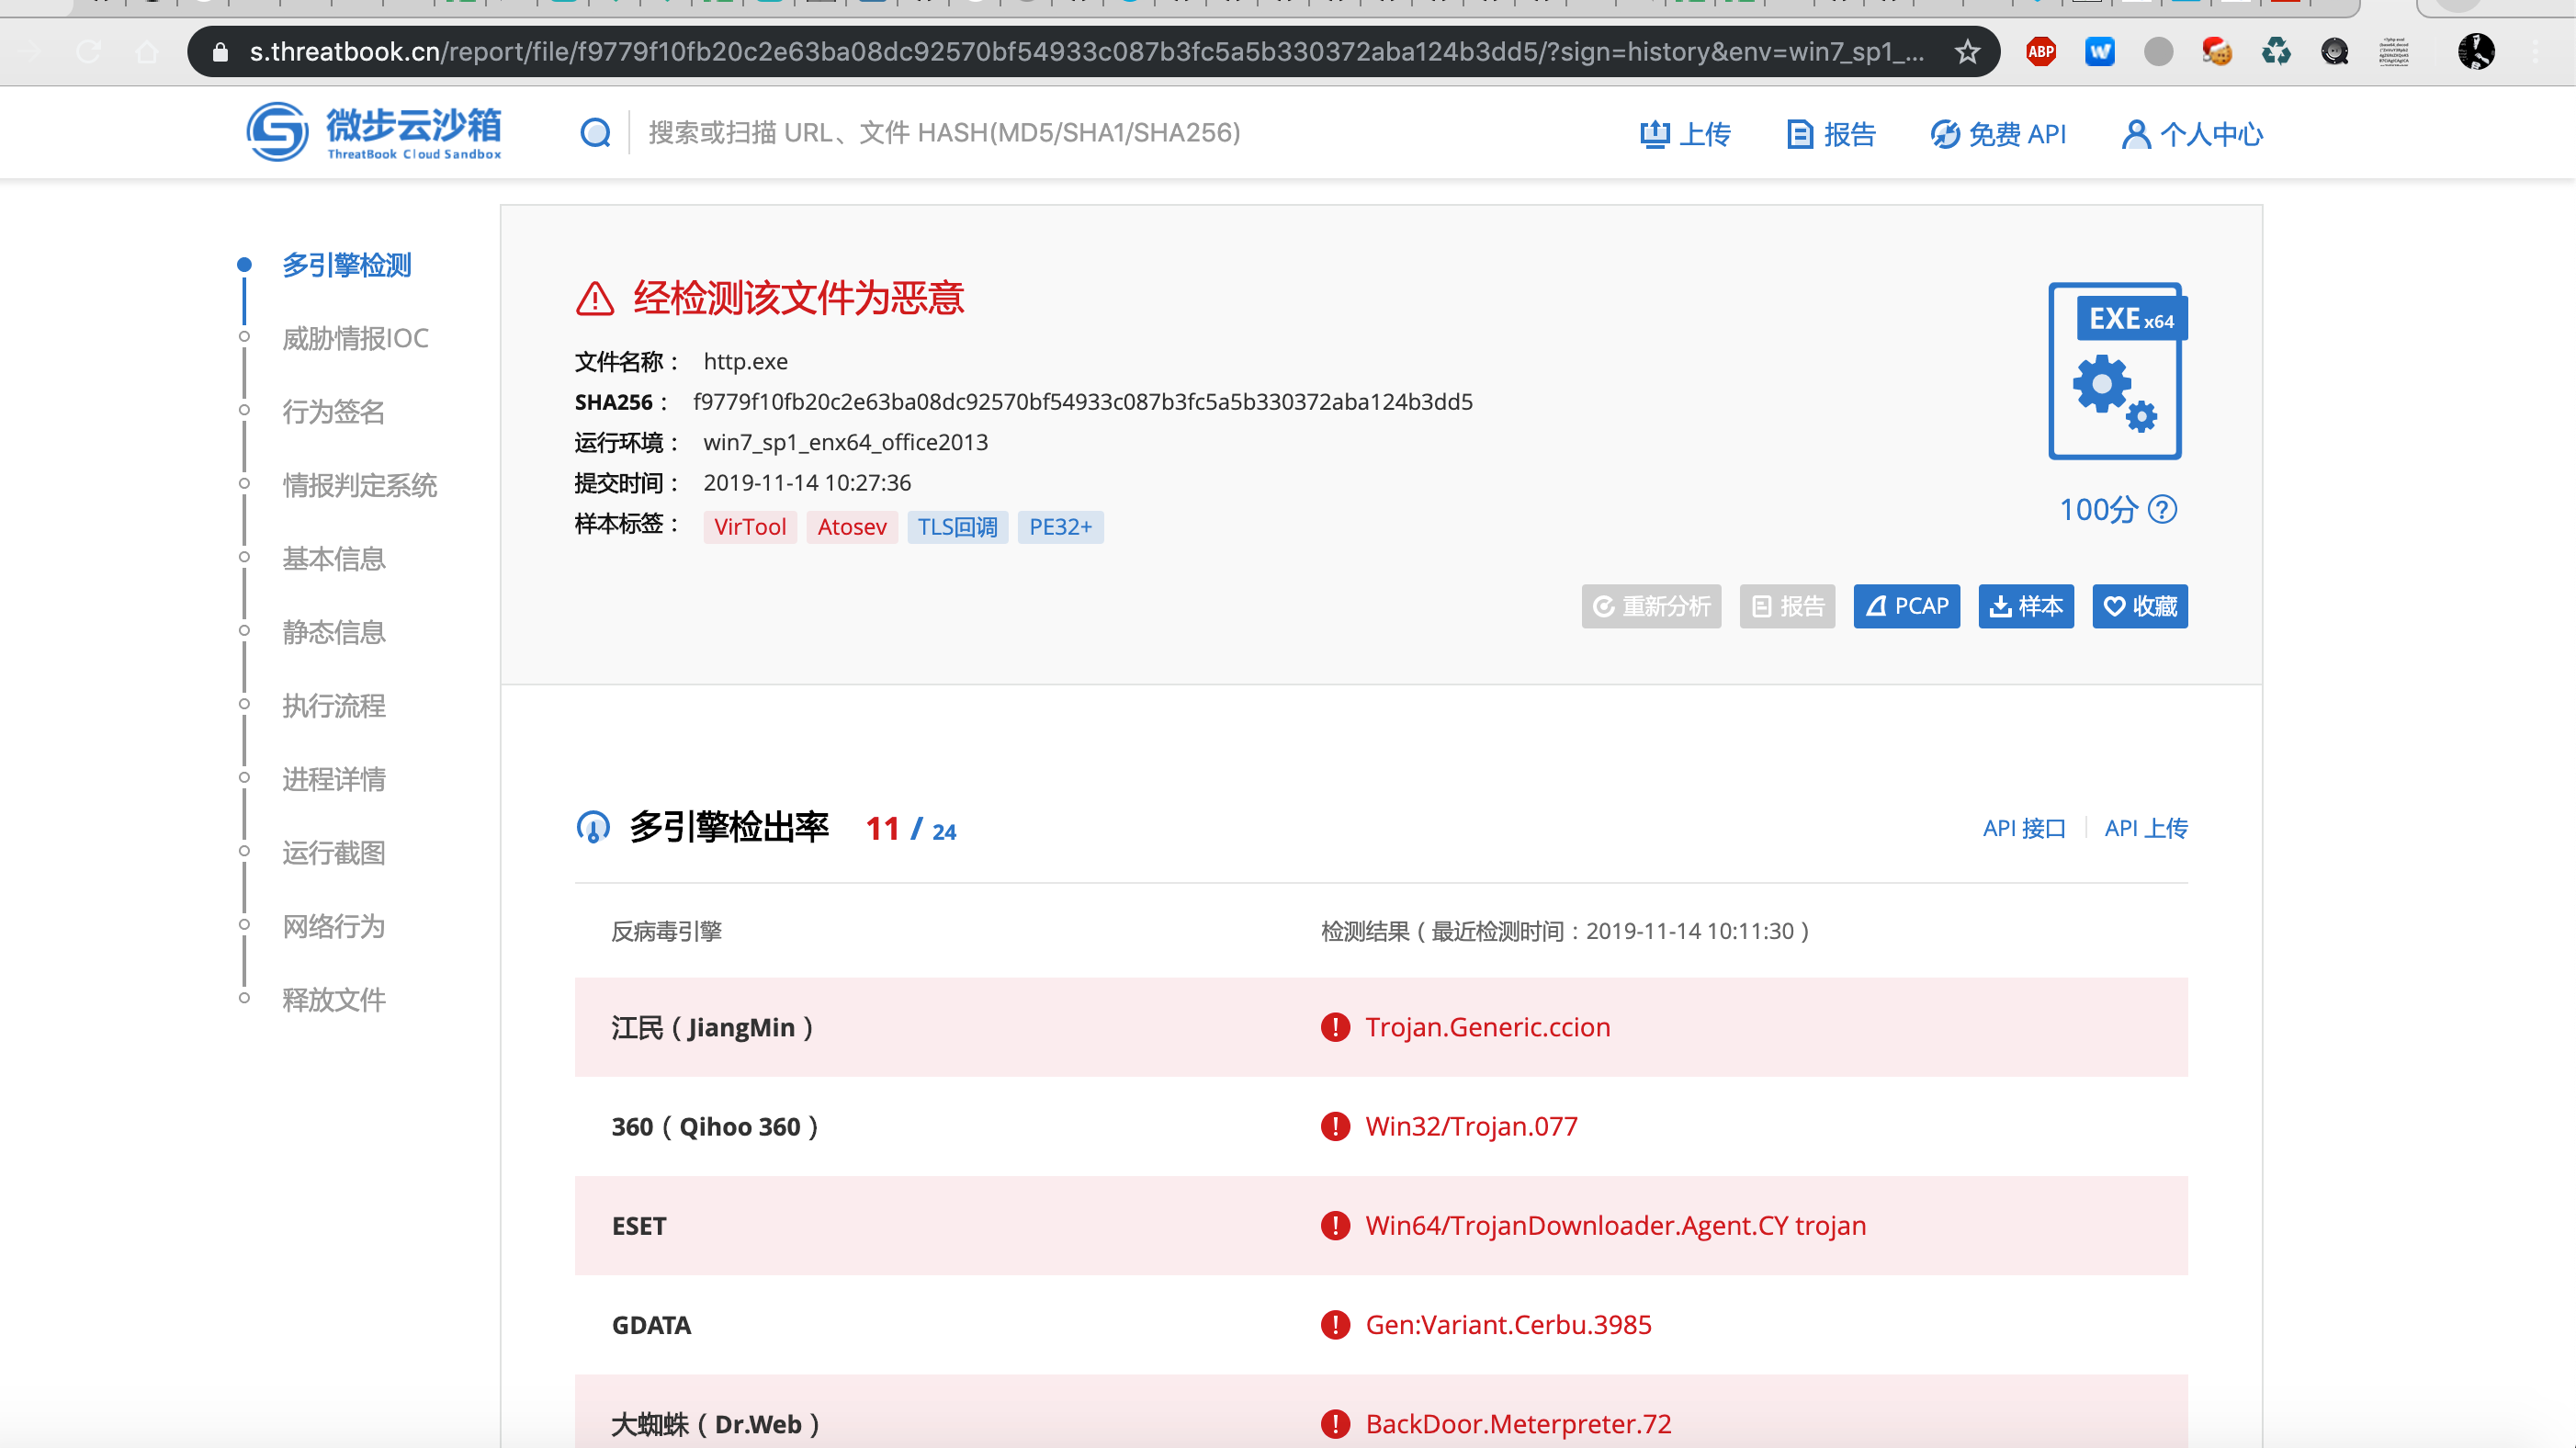 s.threatbook.cn/report/file/f9779f10fb20c2e63ba08dc92570bf54933c087b3fc5a5b330372aba124b3dd5/?sign=history&env=win7_sp1_...
ABP
W
微步云沙箱
ThreatBook Cloud Sandbox
搜索或扫描 URL、文件 HASH(MD5/SHA1/SHA256)
上传
报告
免费 API
个人中心
多引擎检测
威胁情报IOC
行为签名
情报判定系统
基本信息
静态信息
执行流程
进程详情
运行截图
网络行为
释放文件
经检测该文件为恶意
文件名称： http.exe
SHA256： f9779f10fb20c2e63ba08dc92570bf54933c087b3fc5a5b330372aba124b3dd5
运行环境： win7_sp1_enx64_office2013
提交时间： 2019-11-14 10:27:36
样本标签： VirTool Atosev TLS回调 PE32+
EXE x64
100分
重新分析 报告 PCAP 样本 收藏
多引擎检出率 11 / 24
API 接口 API 上传
反病毒引擎 检测结果（最近检测时间：2019-11-14 10:11:30）
江民（JiangMin） Trojan.Generic.ccion
360（Qihoo 360） Win32/Trojan.077
ESET Win64/TrojanDownloader.Agent.CY trojan
GDATA Gen:Variant.Cerbu.3985
大蜘蛛（Dr.Web） BackDoor.Meterpreter.72